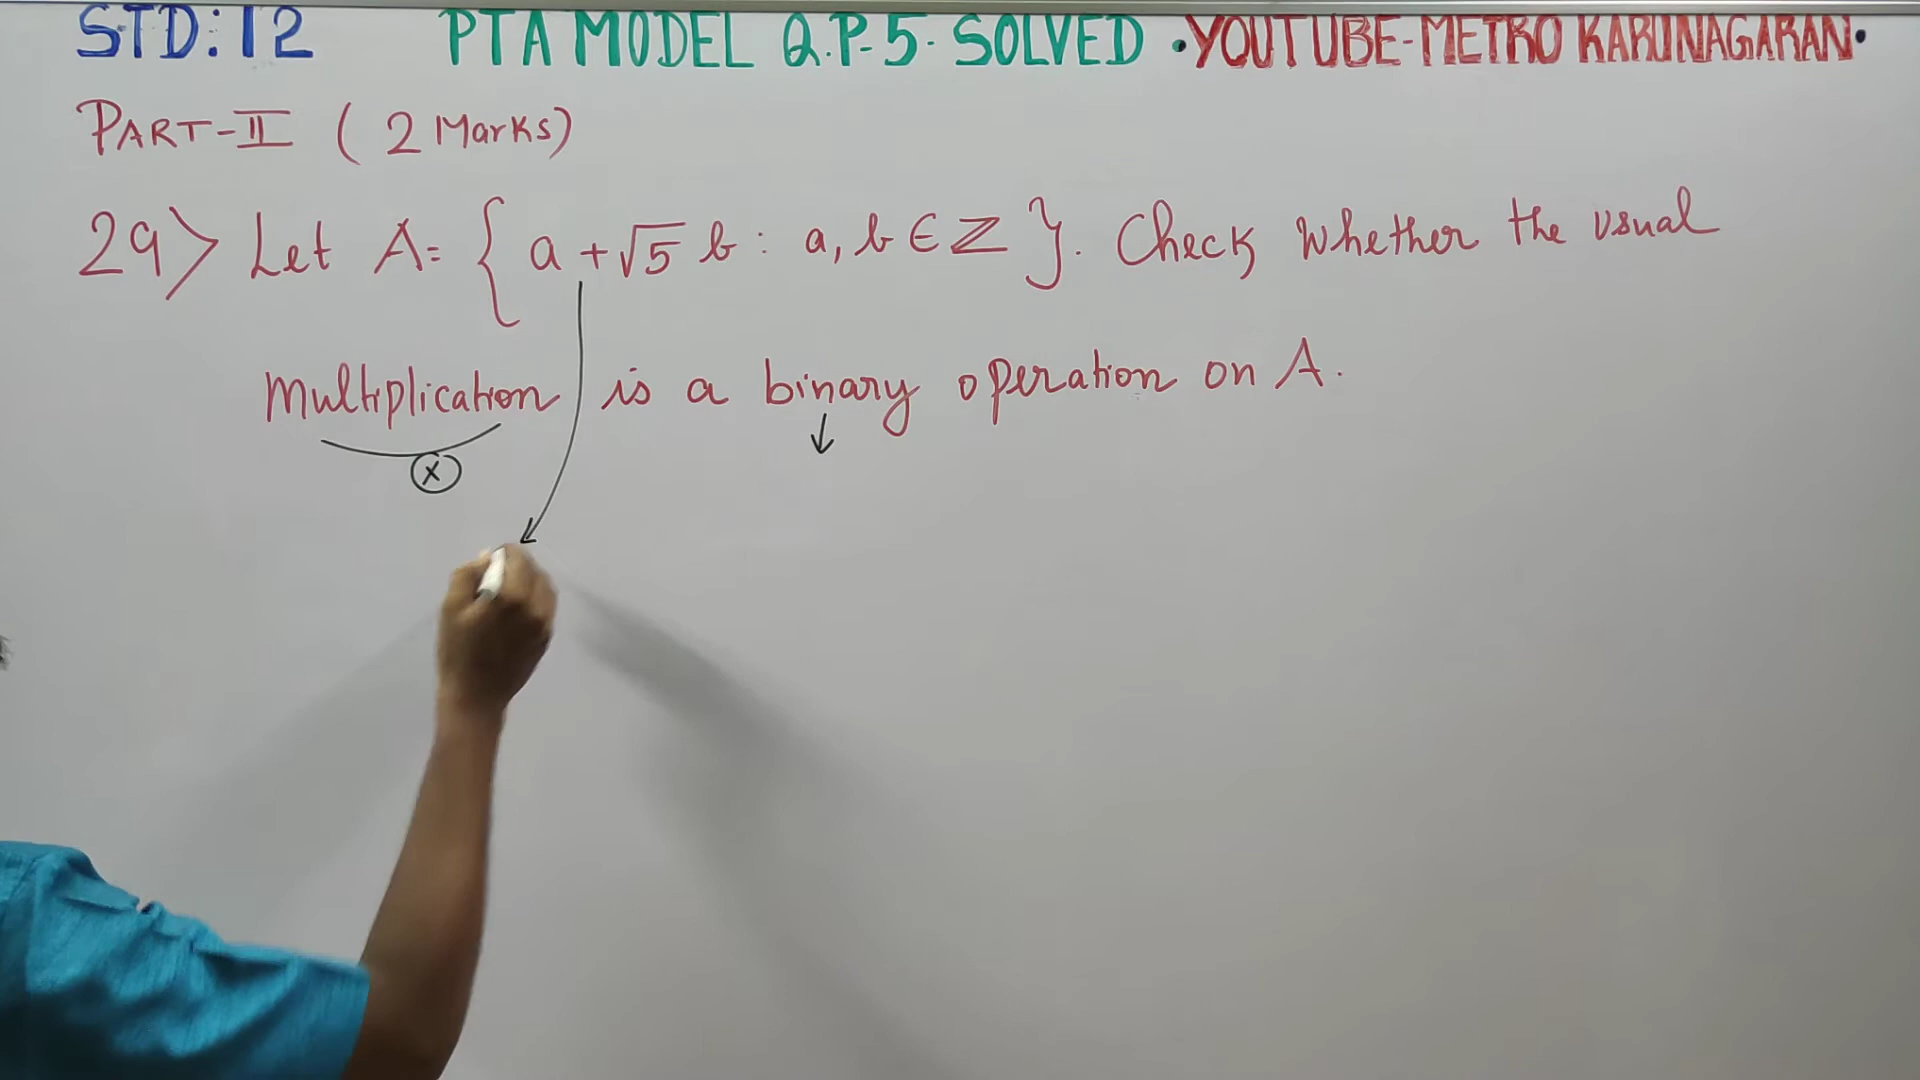 STD: 12 PTA MODEL Q.P-5. SOLVED •YOUTUBE-METRO KARUNAGARAN•
PART-II ( 2 Marks)
29> Let A = { a + √5 b : a, b ∈ Z }. Check whether the usual
Multiplication is a binary operation on A.
X